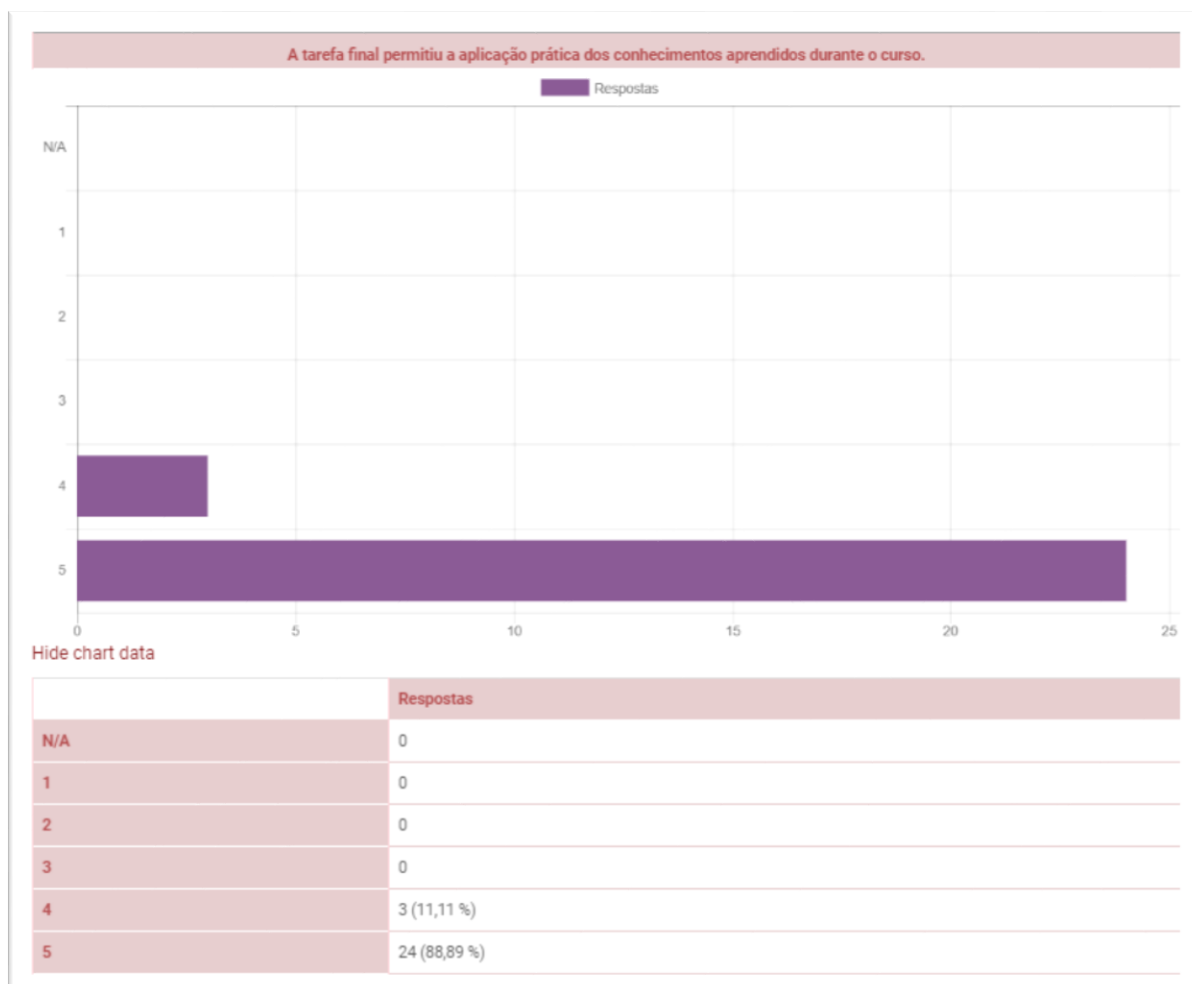 A tarefa final permitiu a aplicação prática dos conhecimentos aprendidos durante o curso.
Respostas
N/A
1
2
3
4
5
0 5 10 15 20 25
Hide chart data
Respostas
N/A 0
1 0
2 0
3 0
4 3 (11,11 %)
5 24 (88,89 %)